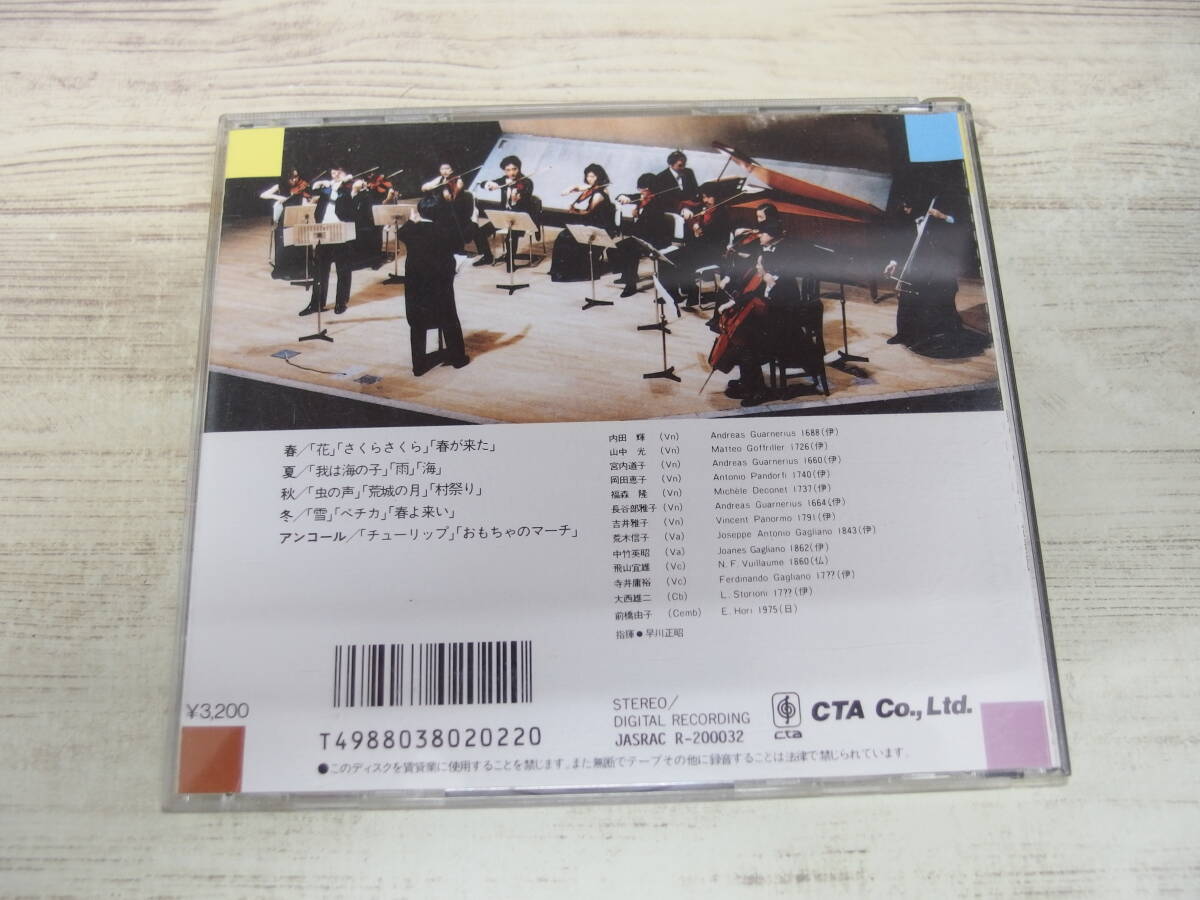 春/「花」「さくらさくら」「春が来た」
夏/「我は海の子」「雨」「海」
秋/「虫の声」「荒城の月」「村祭り」
冬/「雪」「ペチカ」「春よ来い」
アンコール/「チューリップ」「おもちゃのマーチ」
内田 輝 (Vn) Andreas Guarnerius 1688(伊)
山中 光 (Vn) Matteo Goffriller 1726(伊)
宮内道子 (Vn) Andreas Guarnerius 1660(伊)
岡田恵子 (Vn) Antonio Pandorfi 1740(伊)
福森 隆 (Vn) Michèle Deconet 1737(伊)
長谷部雅子 (Vn) Andreas Guarnerius 1664(伊)
吉井雅子 (Vn) Vincent Panormo 1791(伊)
荒木信子 (Va) Joseppe Antonio Gagliano 1843(伊)
中竹英昭 (Va) Joanes Gagliano 1862(伊)
飛山宜雄 (Vc) N. F. Vuillaume 1860(仏)
寺井庸裕 (Vc) Ferdinando Gagliano 17??(伊)
大西雄二 (Cb) L. Storioni 17??(伊)
前橋由子 (Cemb) E. Hori 1975(日)
指揮●早川正昭
¥3,200
T4988038020220
STEREO/
DIGITAL RECORDING
JASRAC R-200032
cta
CTA Co., Ltd.
●このディスクを賃貸業に使用することを禁じます。また無断でテープその他に録音することは法律で禁じられています。